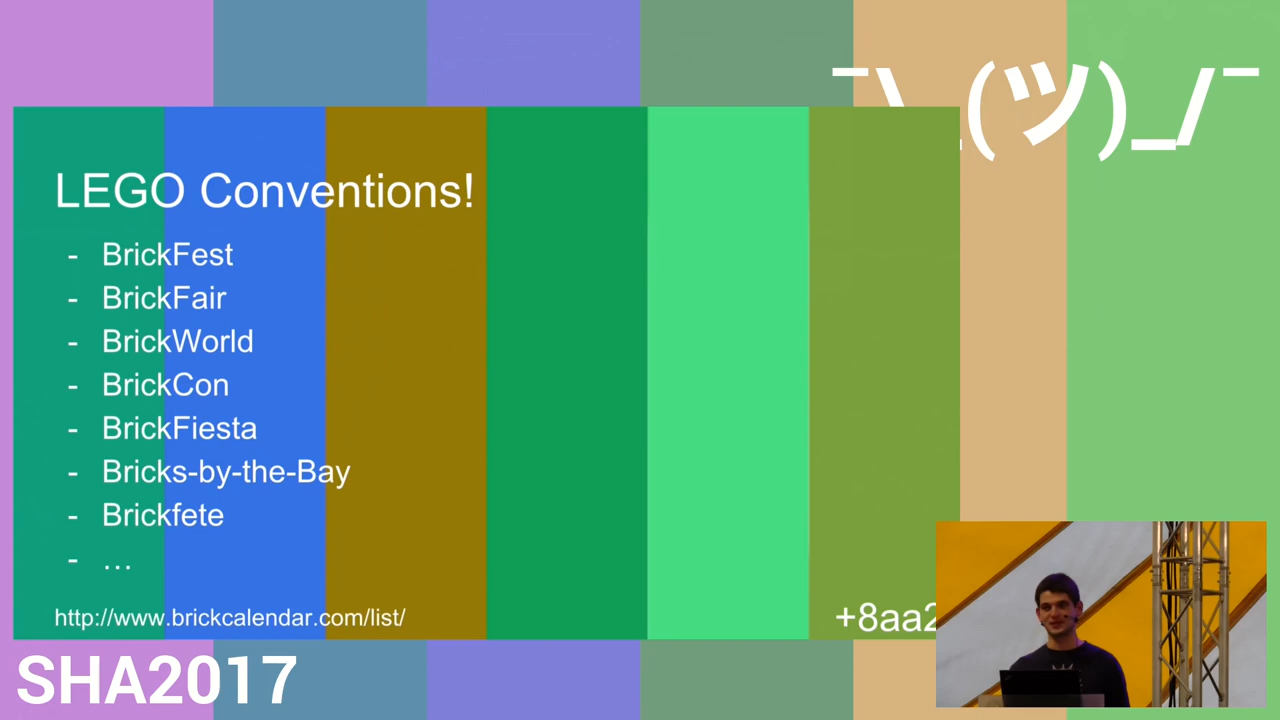 ¯\_(ツ)_/¯
LEGO Conventions!
- BrickFest
- BrickFair
- BrickWorld
- BrickCon
- BrickFiesta
- Bricks-by-the-Bay
- Brickfete
- …
http://www.brickcalendar.com/list/
+8aa2
SHA2017